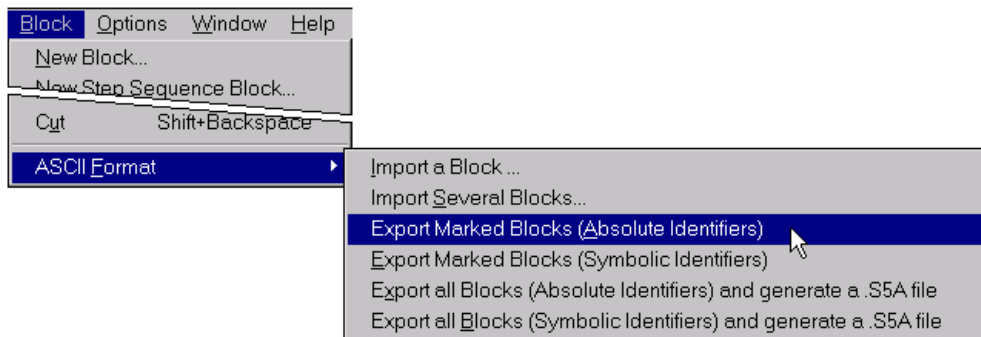 Block Options Window Help
New Block...
New Step Sequence Block...
Cut Shift+Backspace
ASCII Format
Import a Block ...
Import Several Blocks...
Export Marked Blocks (Absolute Identifiers)
Export Marked Blocks (Symbolic Identifiers)
Export all Blocks (Absolute Identifiers) and generate a .S5A file
Export all Blocks (Symbolic Identifiers) and generate a .S5A file